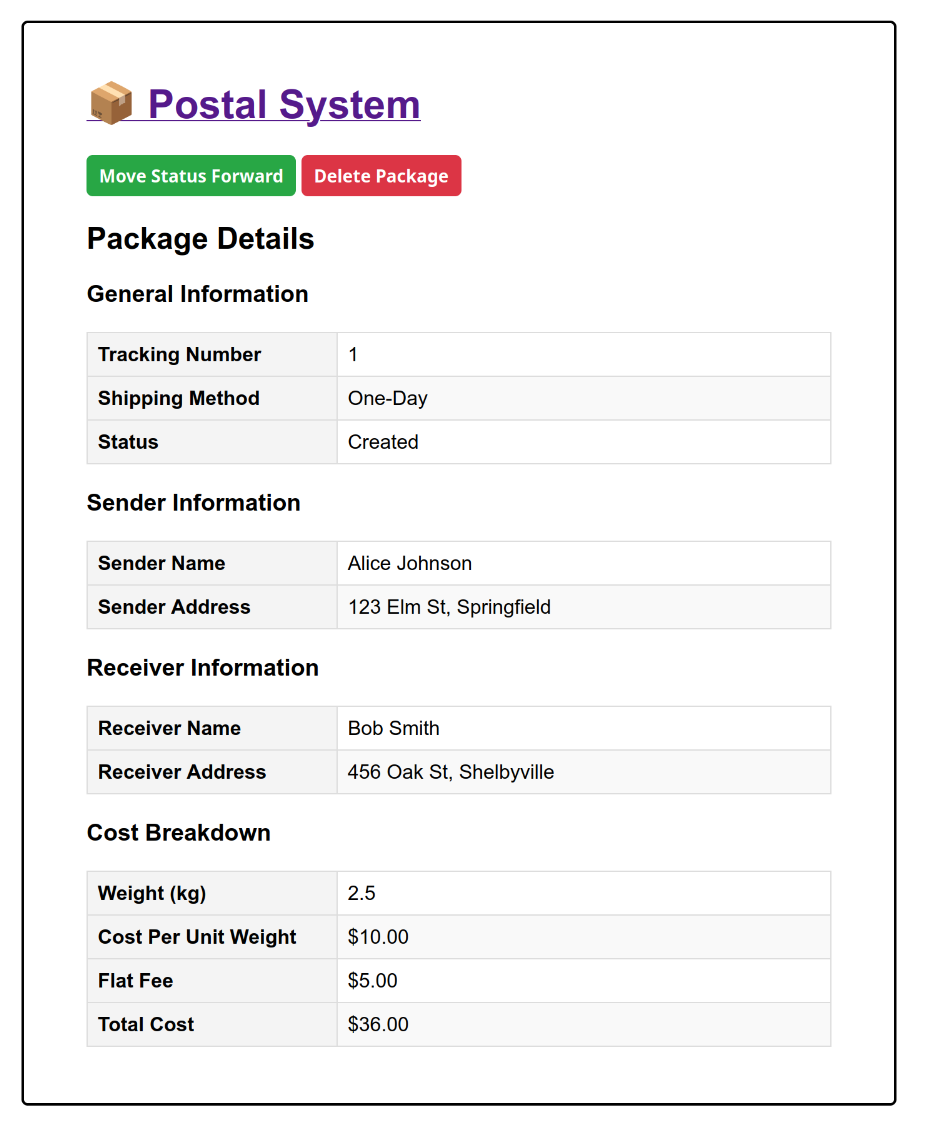 📦 Postal System
Move Status Forward Delete Package
Package Details
General Information
Tracking Number 1
Shipping Method One-Day
Status Created
Sender Information
Sender Name Alice Johnson
Sender Address 123 Elm St, Springfield
Receiver Information
Receiver Name Bob Smith
Receiver Address 456 Oak St, Shelbyville
Cost Breakdown
Weight (kg) 2.5
Cost Per Unit Weight $10.00
Flat Fee $5.00
Total Cost $36.00